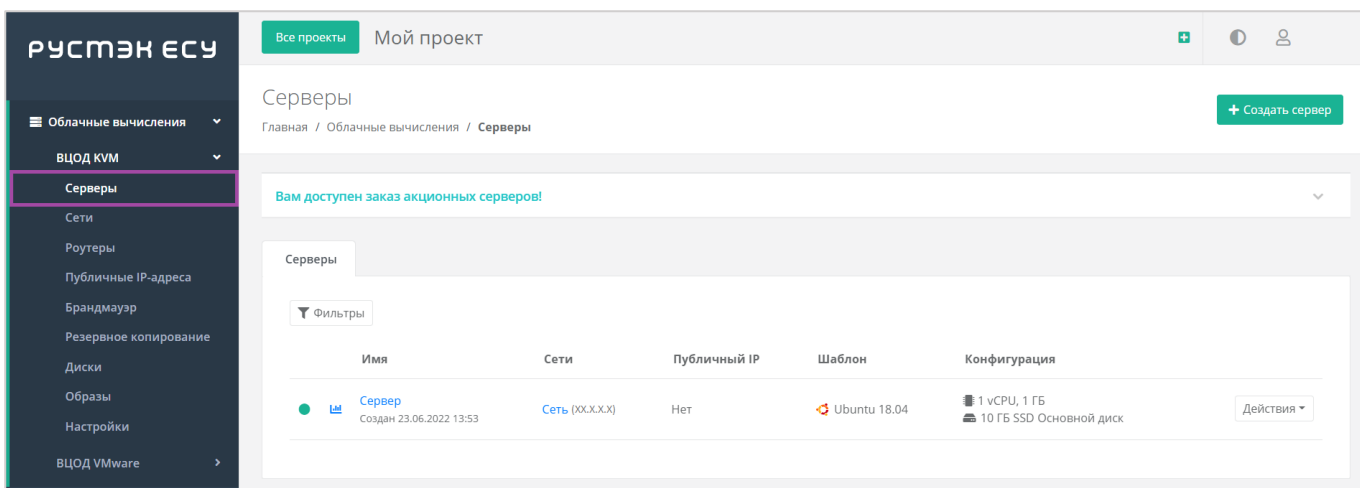 РУСТЭК ЕСУ
Все проекты Мой проект
Облачные вычисления
ВЦОД KVM
Серверы
Сети
Роутеры
Публичные IP-адреса
Брандмауэр
Резервное копирование
Диски
Образы
Настройки
ВЦОД VMware
Серверы
Главная / Облачные вычисления / Серверы
+ Создать сервер
Вам доступен заказ акционных серверов!
Серверы
Фильтры
Имя Сети Публичный IP Шаблон Конфигурация
Сервер
Создан 23.06.2022 13:53
Сеть (XX.X.X.X)
Нет
Ubuntu 18.04
1 vCPU, 1 ГБ
10 ГБ SSD Основной диск
Действия